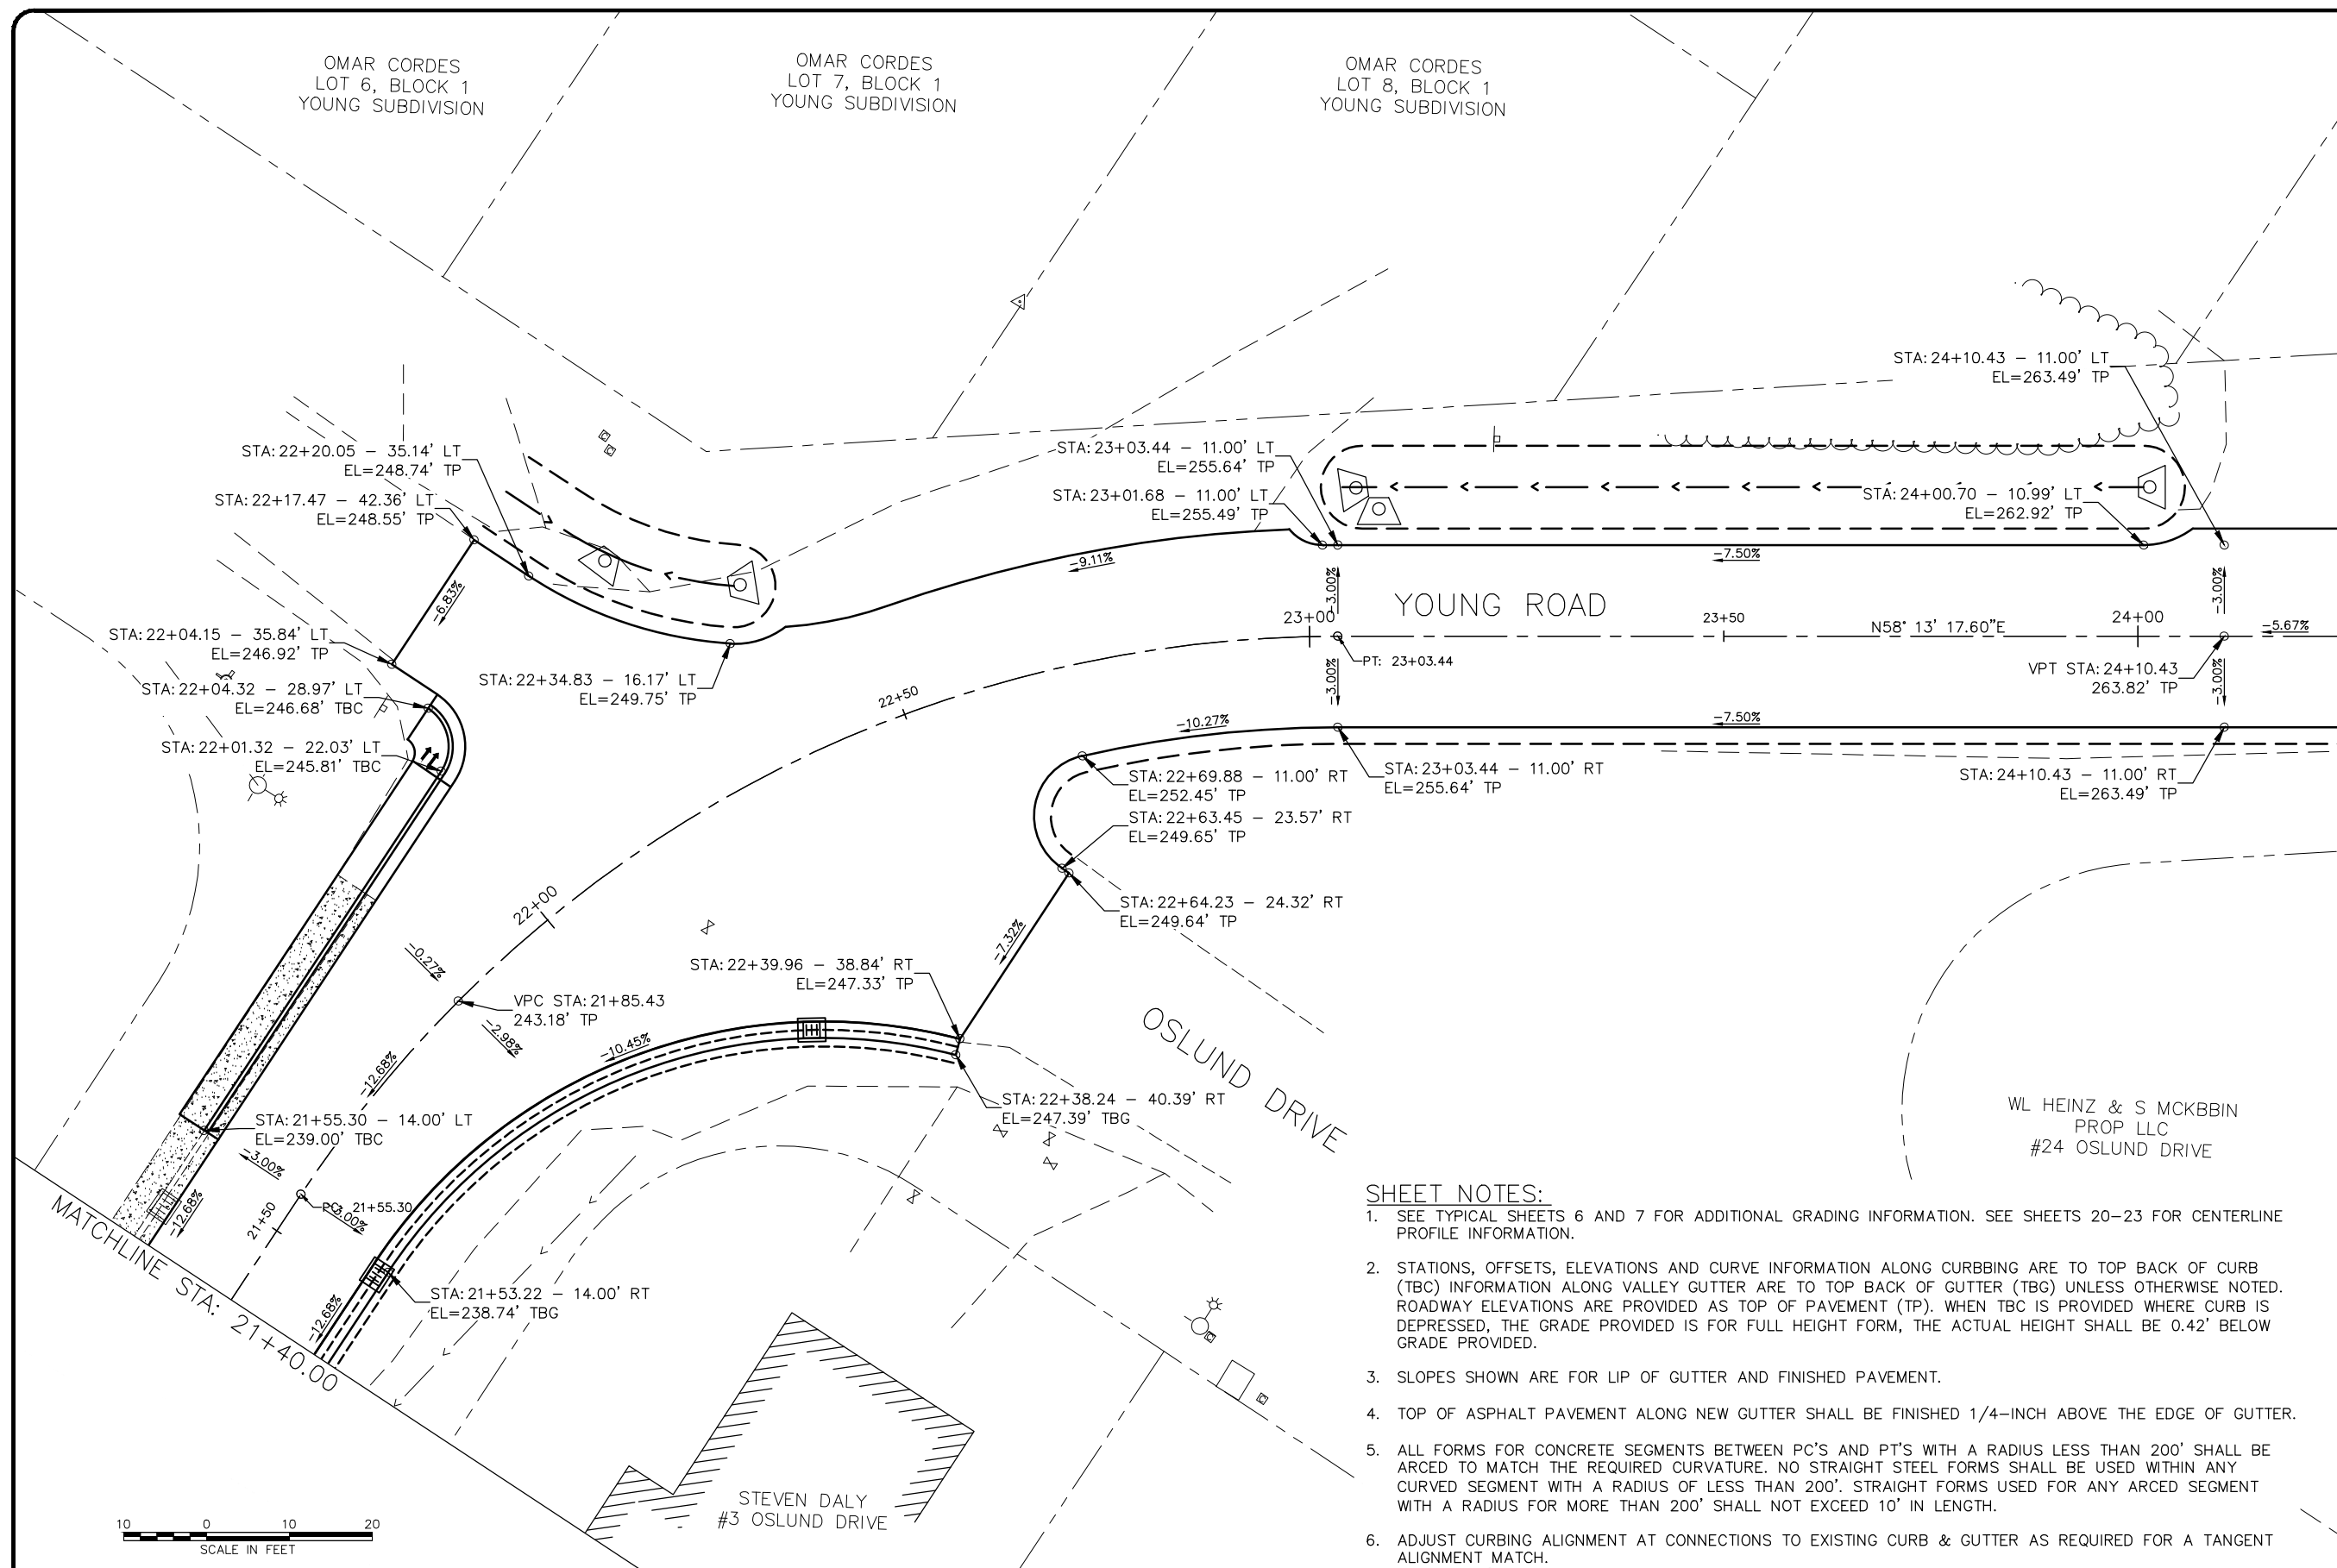 OMAR CORDES
LOT 6, BLOCK 1
YOUNG SUBDIVISION
OMAR CORDES
LOT 7, BLOCK 1
YOUNG SUBDIVISION
OMAR CORDES
LOT 8, BLOCK 1
YOUNG SUBDIVISION
STA: 24+10.43 – 11.00' LT
EL=263.49' TP
STA: 22+20.05 – 35.14' LT
EL=248.74' TP
STA: 22+17.47 – 42.36' LT
EL=248.55' TP
STA: 23+03.44 – 11.00' LT
EL=255.64' TP
STA: 23+01.68 – 11.00' LT
EL=255.49' TP
STA: 24+00.70 – 10.99' LT
EL=262.92' TP
-6.83%
-9.11%
-7.50%
-3.00%
-3.00%
YOUNG ROAD
23+00
23+50
24+00
N58° 13' 17.60"E
-5.67%
STA: 22+04.15 – 35.84' LT
EL=246.92' TP
STA: 22+04.32 – 28.97' LT
EL=246.68' TBC
STA: 22+34.83 – 16.17' LT
EL=249.75' TP
PT: 23+03.44
VPT STA: 24+10.43
263.82' TP
-3.00%
-3.00%
22+50
-10.27%
-7.50%
STA: 22+01.32 – 22.03' LT
EL=245.81' TBC
STA: 22+69.88 – 11.00' RT
EL=252.45' TP
STA: 23+03.44 – 11.00' RT
EL=255.64' TP
STA: 24+10.43 – 11.00' RT
EL=263.49' TP
STA: 22+63.45 – 23.57' RT
EL=249.65' TP
22+00
STA: 22+64.23 – 24.32' RT
EL=249.64' TP
-0.27%
-7.32%
STA: 22+39.96 – 38.84' RT
EL=247.33' TP
VPC STA: 21+85.43
243.18' TP
-2.98%
-10.45%
-12.68%
OSLUND DRIVE
STA: 22+38.24 – 40.39' RT
EL=247.39' TBG
STA: 21+55.30 – 14.00' LT
EL=239.00' TBC
-3.00%
WL HEINZ & S MCKBBIN
PROP LLC
#24 OSLUND DRIVE
-12.68%
PC: 21+55.30
-3.00%
21+50
MATCHLINE STA: 21+40.00
STA: 21+53.22 – 14.00' RT
EL=238.74' TBG
-12.68%
STEVEN DALY
#3 OSLUND DRIVE
10 0 10 20
SCALE IN FEET
SHEET NOTES:
1. SEE TYPICAL SHEETS 6 AND 7 FOR ADDITIONAL GRADING INFORMATION. SEE SHEETS 20–23 FOR CENTERLINE
PROFILE INFORMATION.
2. STATIONS, OFFSETS, ELEVATIONS AND CURVE INFORMATION ALONG CURBBING ARE TO TOP BACK OF CURB
(TBC) INFORMATION ALONG VALLEY GUTTER ARE TO TOP BACK OF GUTTER (TBG) UNLESS OTHERWISE NOTED.
ROADWAY ELEVATIONS ARE PROVIDED AS TOP OF PAVEMENT (TP). WHEN TBC IS PROVIDED WHERE CURB IS
DEPRESSED, THE GRADE PROVIDED IS FOR FULL HEIGHT FORM, THE ACTUAL HEIGHT SHALL BE 0.42' BELOW
GRADE PROVIDED.
3. SLOPES SHOWN ARE FOR LIP OF GUTTER AND FINISHED PAVEMENT.
4. TOP OF ASPHALT PAVEMENT ALONG NEW GUTTER SHALL BE FINISHED 1/4–INCH ABOVE THE EDGE OF GUTTER.
5. ALL FORMS FOR CONCRETE SEGMENTS BETWEEN PC'S AND PT'S WITH A RADIUS LESS THAN 200' SHALL BE
ARCED TO MATCH THE REQUIRED CURVATURE. NO STRAIGHT STEEL FORMS SHALL BE USED WITHIN ANY
CURVED SEGMENT WITH A RADIUS OF LESS THAN 200'. STRAIGHT FORMS USED FOR ANY ARCED SEGMENT
WITH A RADIUS FOR MORE THAN 200' SHALL NOT EXCEED 10' IN LENGTH.
6. ADJUST CURBING ALIGNMENT AT CONNECTIONS TO EXISTING CURB & GUTTER AS REQUIRED FOR A TANGENT
ALIGNMENT MATCH.